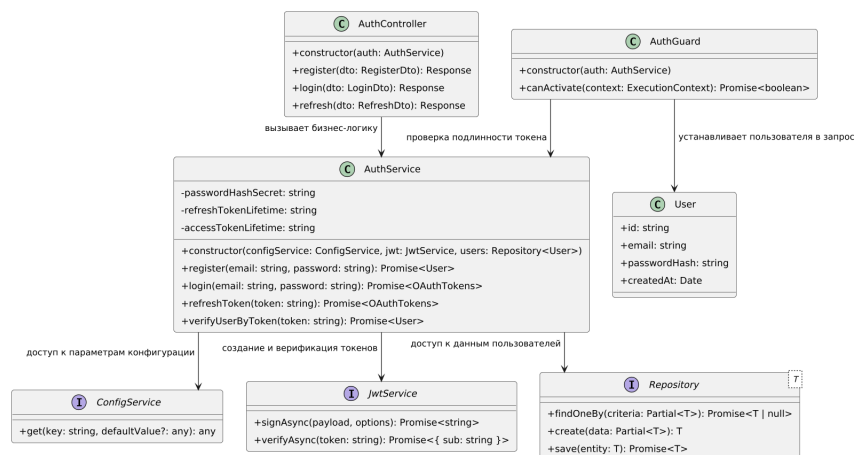 C AuthController
+constructor(auth: AuthService)
+register(dto: RegisterDto): Response
+login(dto: LoginDto): Response
+refresh(dto: RefreshDto): Response
C AuthGuard
+constructor(auth: AuthService)
+canActivate(context: ExecutionContext): Promise<boolean>
вызывает бизнес-логику
проверка подлинности токена
устанавливает пользователя в запрос
C AuthService
-passwordHashSecret: string
-refreshTokenLifetime: string
-accessTokenLifetime: string
+constructor(configService: ConfigService, jwt: JwtService, users: Repository<User>)
+register(email: string, password: string): Promise<User>
+login(email: string, password: string): Promise<OAuthTokens>
+refreshToken(token: string): Promise<OAuthTokens>
+verifyUserByToken(token: string): Promise<User>
C User
+id: string
+email: string
+passwordHash: string
+createdAt: Date
доступ к параметрам конфигурации
создание и верификация токенов
доступ к данным пользователей
I ConfigService
+get(key: string, defaultValue?: any): any
I JwtService
+signAsync(payload, options): Promise<string>
+verifyAsync(token: string): Promise<{ sub: string }>
I Repository
T
+findOneBy(criteria: Partial<T>): Promise<T | null>
+create(data: Partial<T>): T
+save(entity: T): Promise<T>